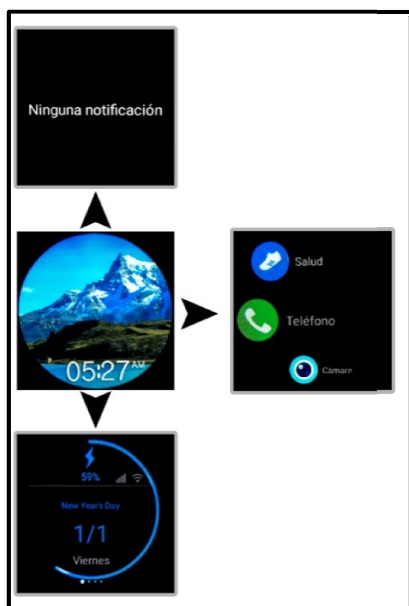 Ninguna notificación
05:27 AM
Salud
Teléfono
Cámara
59%
New Year's Day
1/1
Viernes